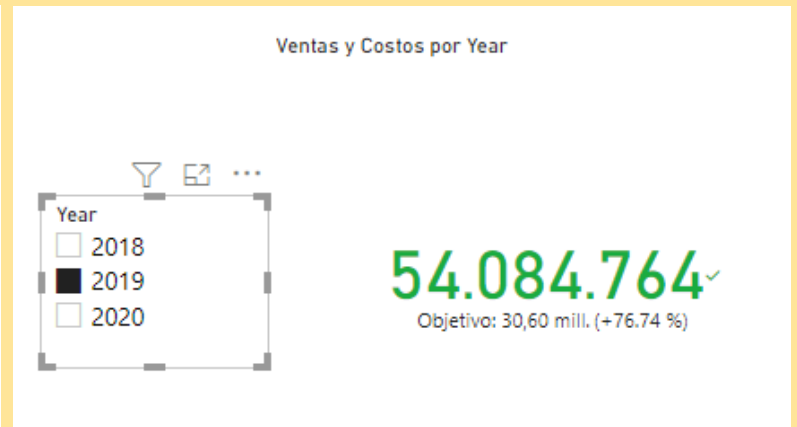 Ventas y Costos por Year
Year
2018
2019
2020
54.084.764
Objetivo: 30,60 mill. (+76.74 %)